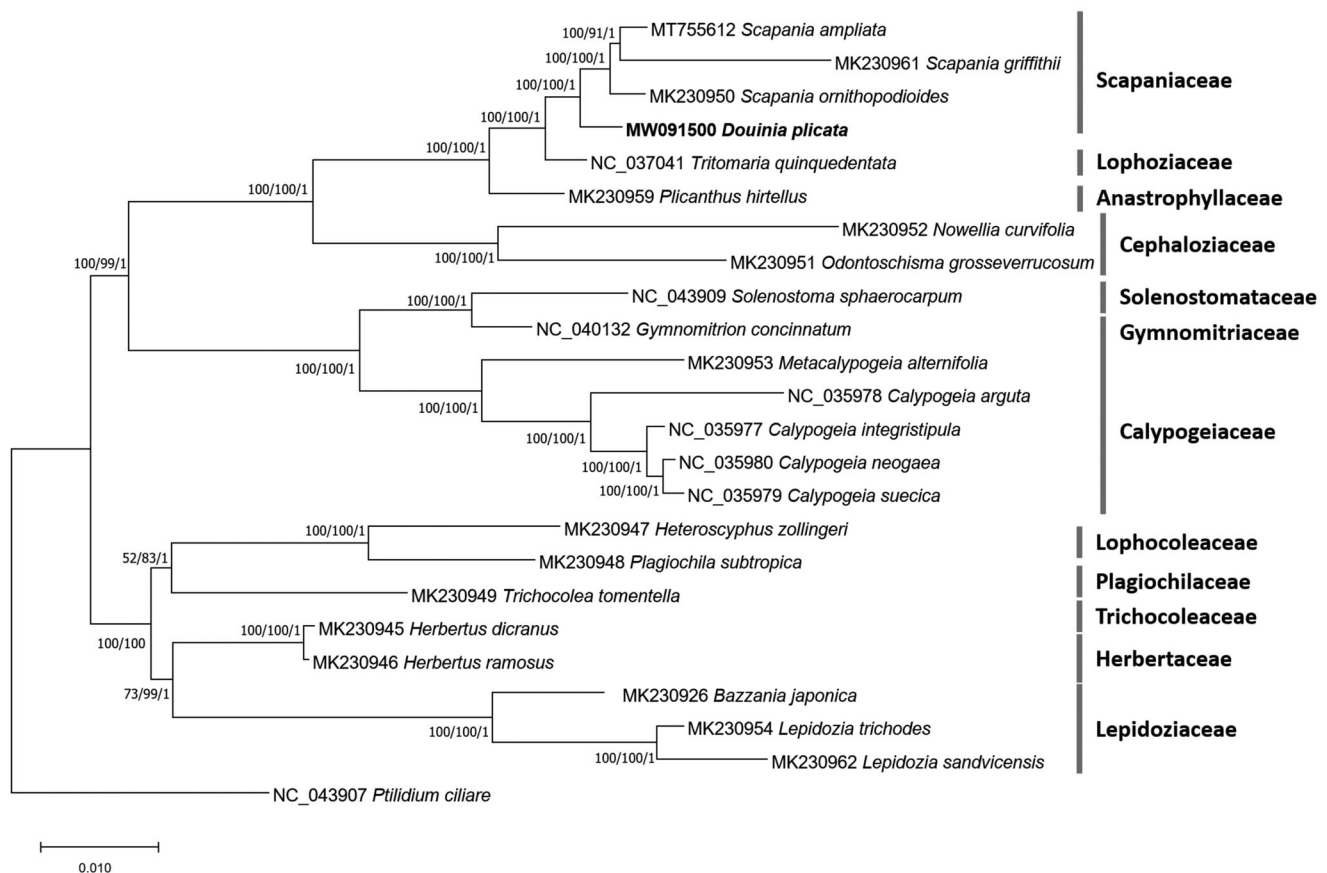 100/91/1
MT755612 Scapania ampliata
100/100/1
MK230961 Scapania griffithii
Scapaniaceae
100/100/1
MK230950 Scapania ornithopodioides
100/100/1
MW091500 Douinia plicata
100/100/1
NC_037041 Tritomaria quinquedentata
Lophoziaceae
100/100/1
MK230959 Plicanthus hirtellus
Anastrophyllaceae
MK230952 Nowellia curvifolia
100/100/1
MK230951 Odontoschisma grosseverrucosum
Cephaloziaceae
100/99/1
NC_043909 Solenostoma sphaerocarpum
Solenostomataceae
100/100/1
NC_040132 Gymnomitrion concinnatum
Gymnomitriaceae
100/100/1
MK230953 Metacalypogeia alternifolia
100/100/1
NC_035978 Calypogeia arguta
100/100/1
NC_035977 Calypogeia integristipula
Calypogeiaceae
100/100/1
NC_035980 Calypogeia neogaea
100/100/1
NC_035979 Calypogeia suecica
100/100/1
MK230947 Heteroscyphus zollingeri
Lophocoleaceae
52/83/1
MK230948 Plagiochila subtropica
Plagiochilaceae
MK230949 Trichocolea tomentella
Trichocoleaceae
100/100
100/100/1
MK230945 Herbertus dicranus
MK230946 Herbertus ramosus
Herbertaceae
73/99/1
MK230926 Bazzania japonica
100/100/1
MK230954 Lepidozia trichodes
Lepidoziaceae
100/100/1
MK230962 Lepidozia sandvicensis
NC_043907 Ptilidium ciliare
0.010